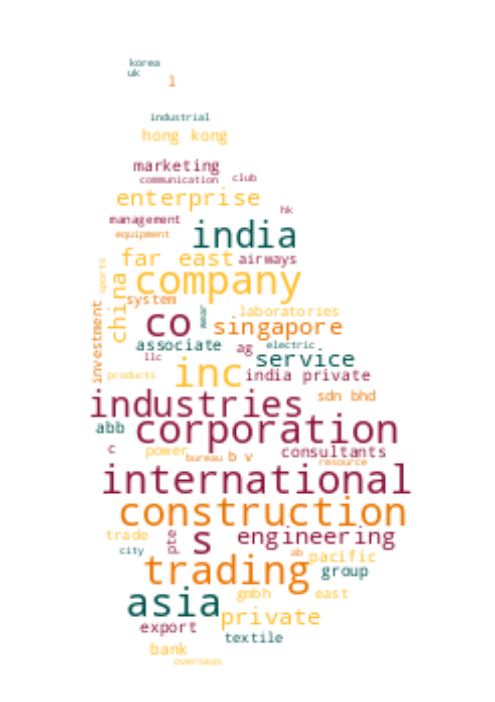 korea
uk
l
industrial
hong kong
marketing
communication club
enterprise
hk
management
equipment
india
far east airways
sports
china
company
system
investment
co
wear
laboratories
singapore
associate
ag
electric
llc
service
products
inc
india private
industries
sdn bhd
abb
corporation
c
power
bureau
b v
consultants
resource
international
construction
trade
city
pte
s
engineering
ab
pacific
trading
group
asia
gmbh
east
private
export
textile
bank
overseas